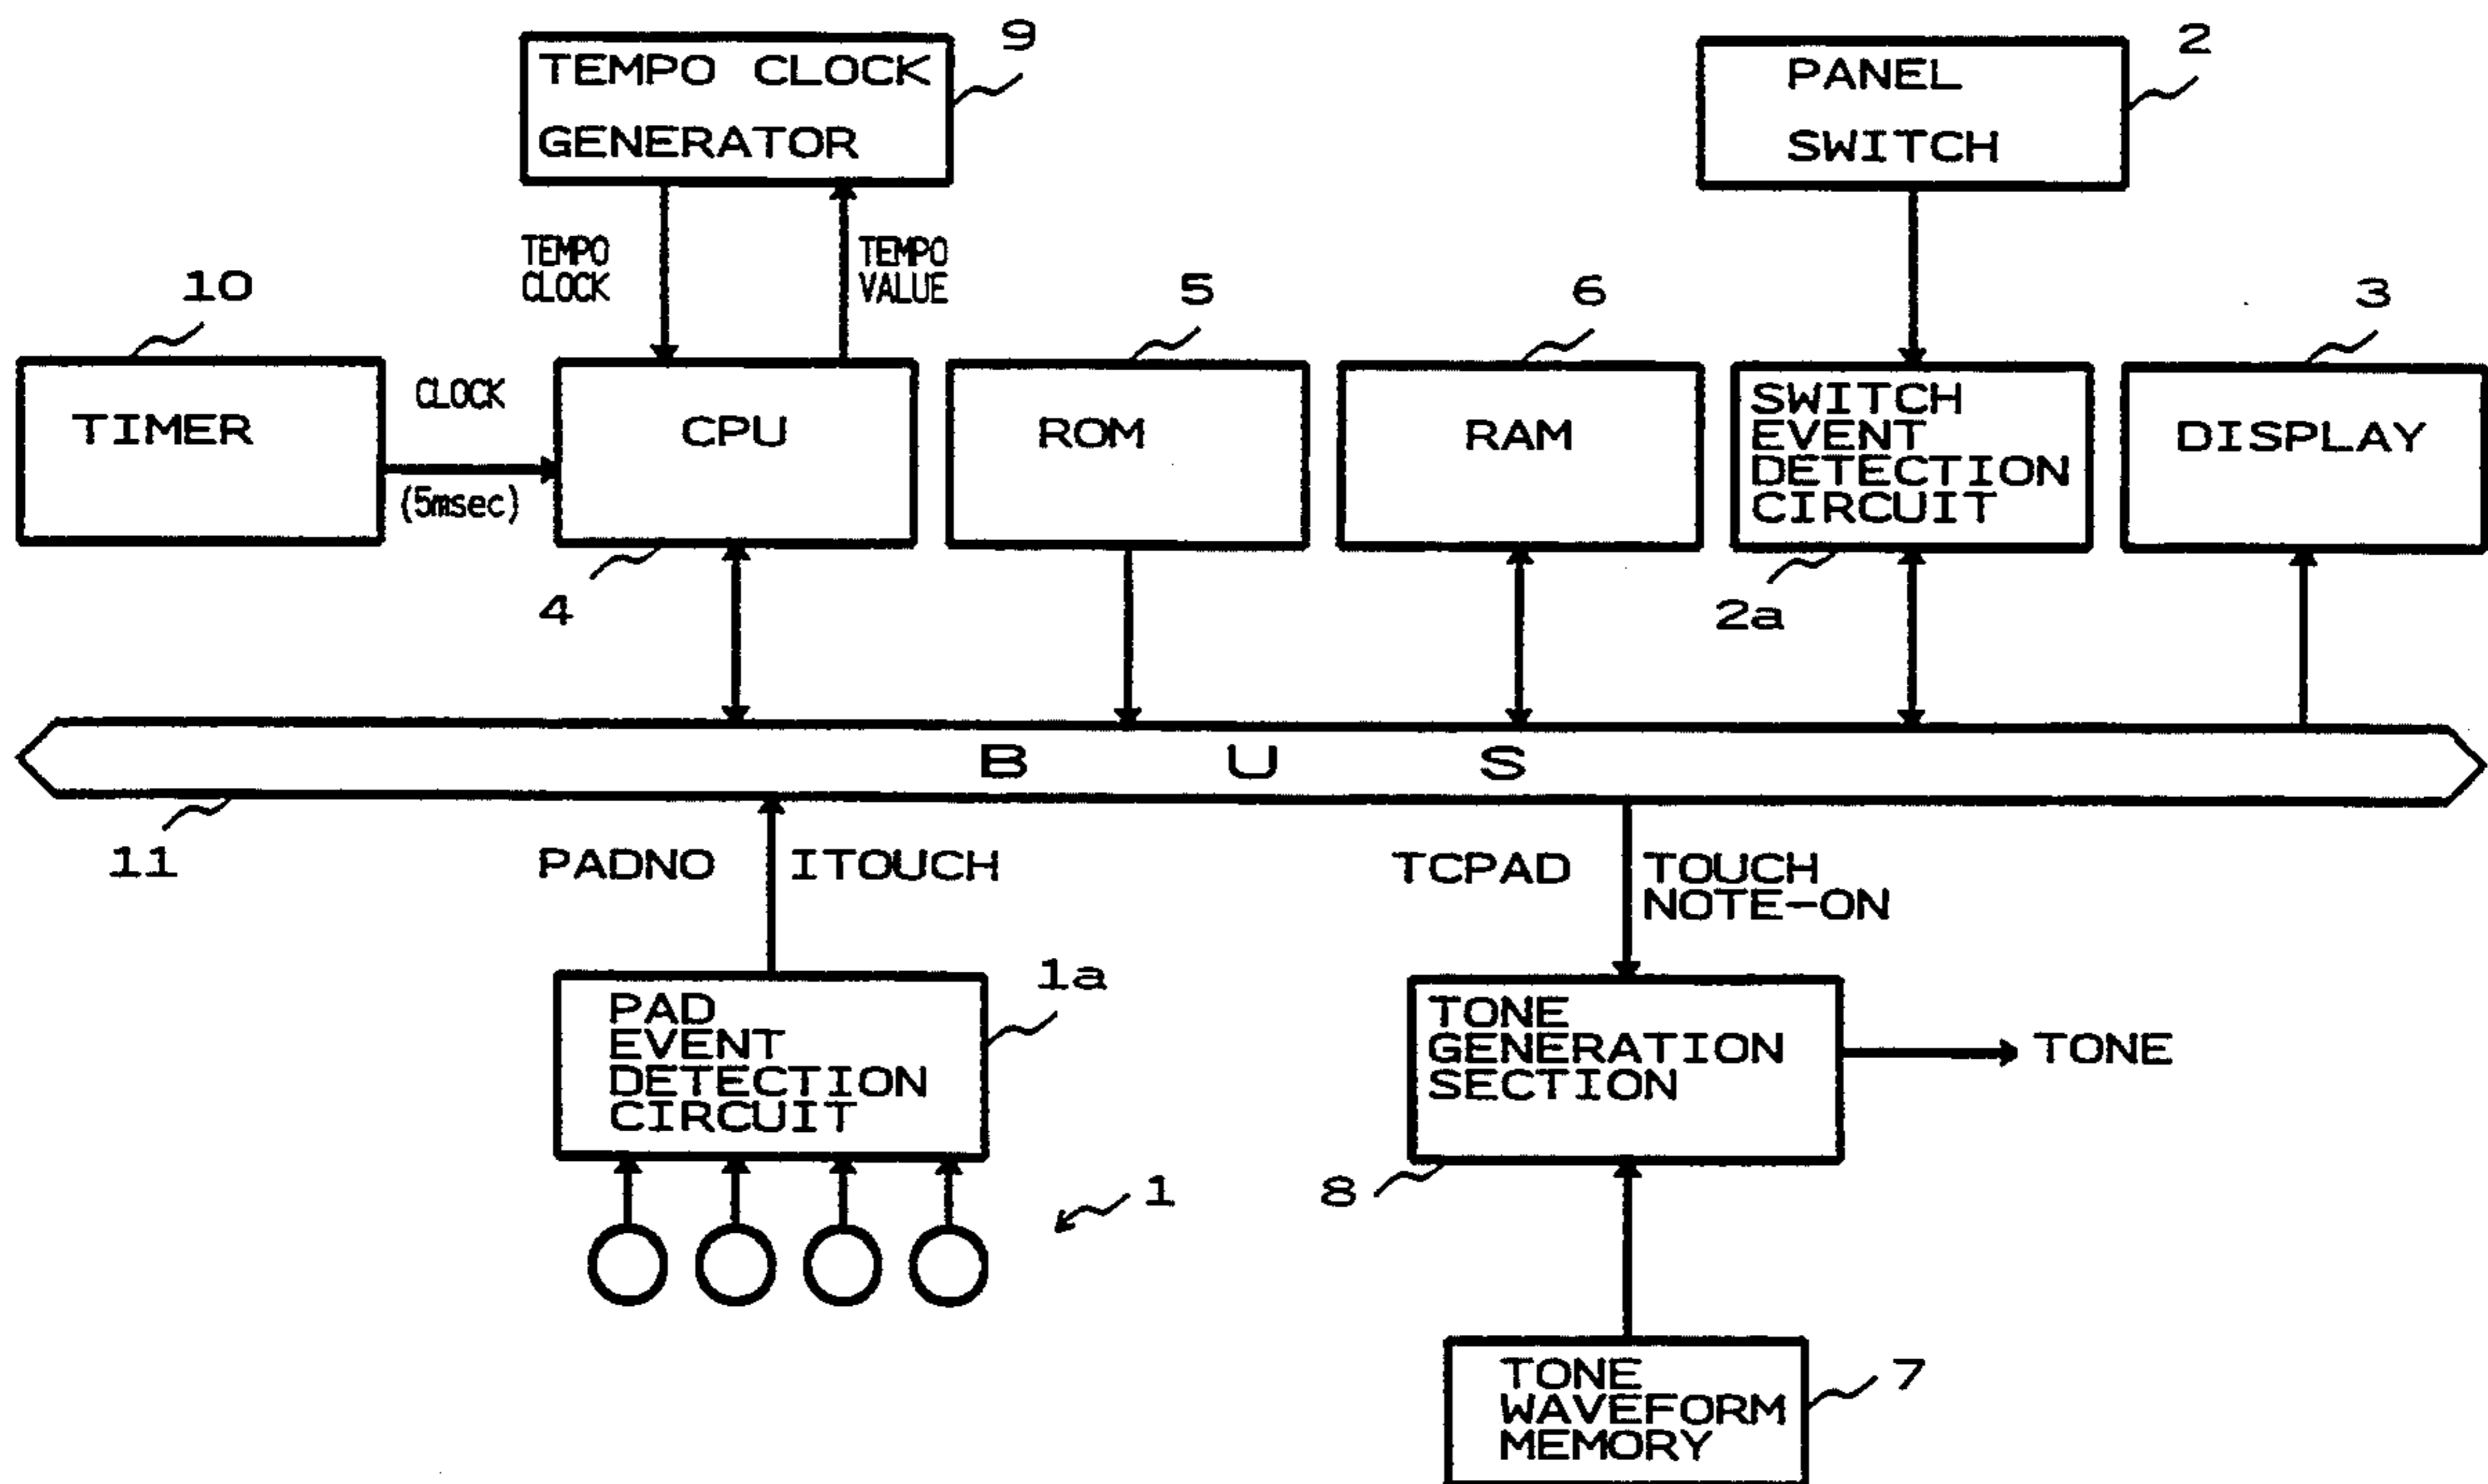 9
2
TEMPO CLOCK
GENERATOR
PANEL
SWITCH
TEMPO
CLOCK
TEMPO
VALUE
10
5
6
3
TIMER
CLOCK
(5msec)
CPU
ROM
RAM
SWITCH
EVENT
DETECTION
CIRCUIT
DISPLAY
4
2a
B U S
11
PADNO
ITOUCH
TCPAD
TOUCH
NOTE-ON
1a
PAD
EVENT
DETECTION
CIRCUIT
TONE
GENERATION
SECTION
TONE
1
8
TONE
WAVEFORM
MEMORY
7